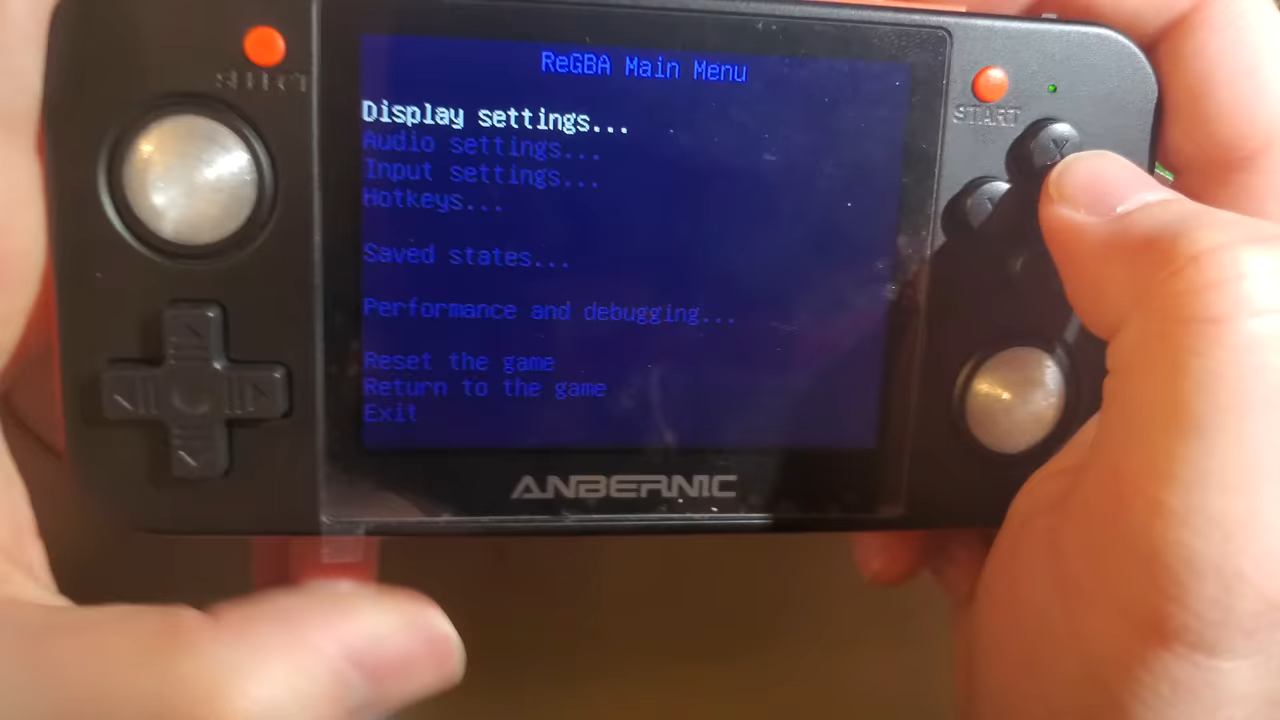 ReGBA Main Menu
SELECT
START
X
Display settings...
Audio settings...
Input settings...
Hotkeys...
Saved states...
Performance and debugging...
Reset the game
Return to the game
Exit
ANBERNIC